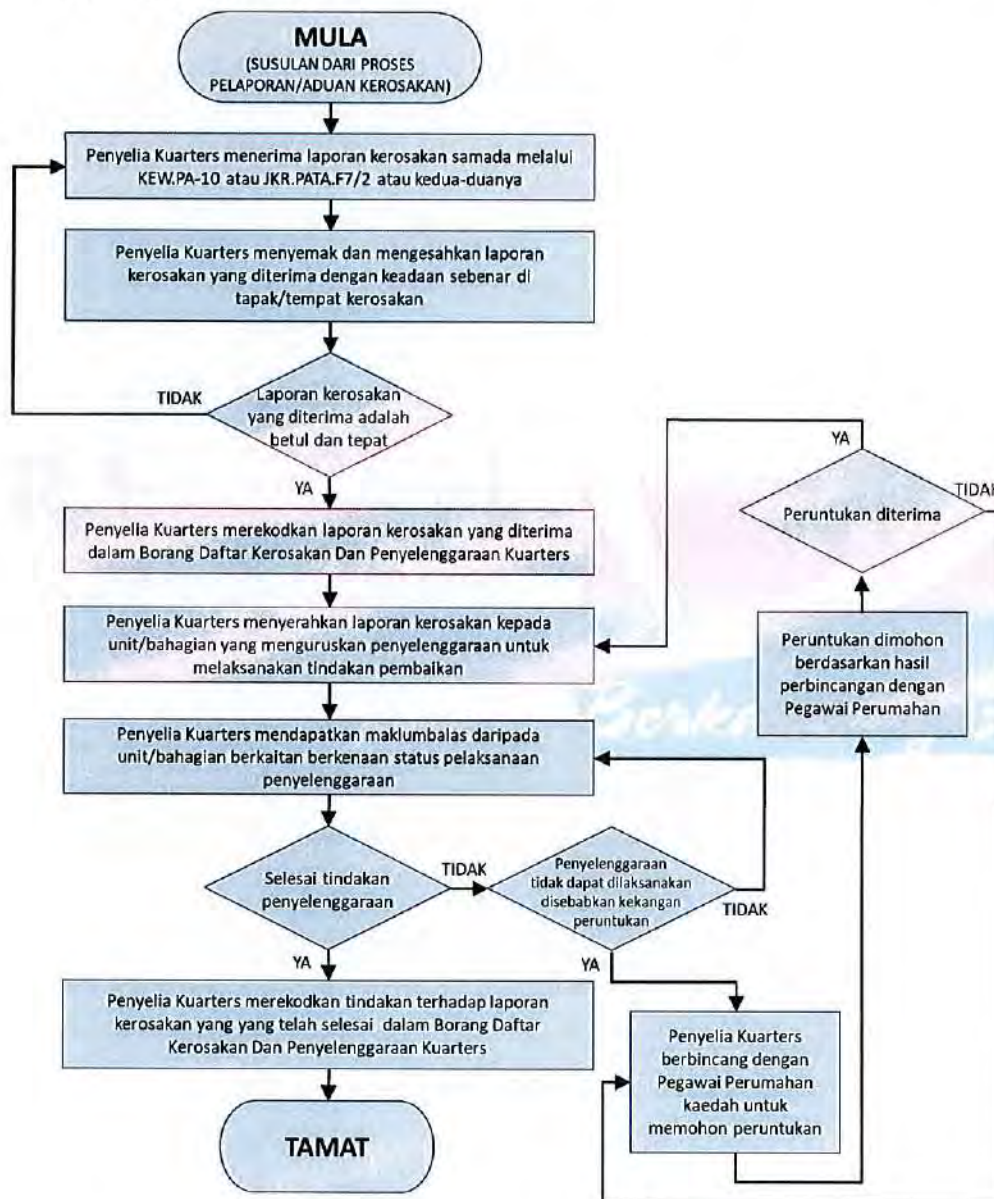 MULA
(SUSULAN DARI PROSES
PELAPORAN/ADUAN KEROSAKAN)
Penyelia Kuarters menerima laporan kerosakan samada melalui
KEW.PA-10 atau JKR.PATA.F7/2 atau kedua-duanya
Penyelia Kuarters menyemak dan mengesahkan laporan
kerosakan yang diterima dengan keadaan sebenar di
tapak/tempat kerosakan
TIDAK
Laporan kerosakan
yang diterima adalah
betul dan tepat
YA
Penyelia Kuarters merekodkan laporan kerosakan yang diterima
dalam Borang Daftar Kerosakan Dan Penyelenggaraan Kuarters
Penyelia Kuarters menyerahkan laporan kerosakan kepada
unit/bahagian yang menguruskan penyelenggaraan untuk
melaksanakan tindakan pembaikan
Penyelia Kuarters mendapatkan maklumbalas daripada
unit/bahagian berkaitan berkenaan status pelaksanaan
penyelenggaraan
Selesai tindakan
penyelenggaraan
TIDAK
Penyelenggaraan
tidak dapat dilaksanakan
disebabkan kekangan
peruntukan
TIDAK
YA
YA
Penyelia Kuarters merekodkan tindakan terhadap laporan
kerosakan yang yang telah selesai dalam Borang Daftar
Kerosakan Dan Penyelenggaraan Kuarters
TAMAT
Penyelia Kuarters
berbincang dengan
Pegawai Perumahan
kaedah untuk
memohon peruntukan
Peruntukan dimohon
berdasarkan hasil
perbincangan dengan
Pegawai Perumahan
Peruntukan diterima
YA
TIDAK